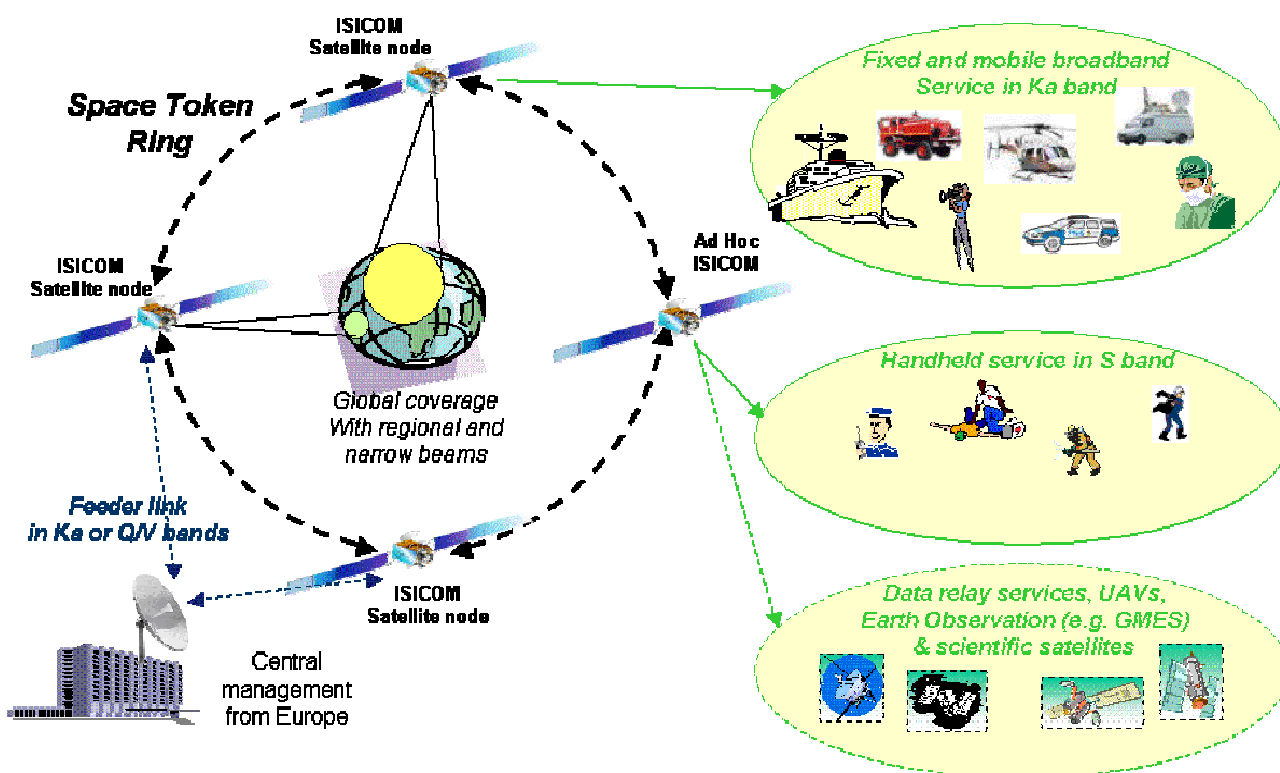 ISICOM
Satellite node
Space Token
Ring
Fixed and mobile broadband
Service in Ka band
ISICOM
Satellite node
Ad Hoc
ISICOM
Global coverage
With regional and
narrow beams
Handheld service in S band
Feeder link
in Ka or Q/V bands
ISICOM
Satellite node
Central
management
from Europe
Data relay services, UAVs,
Earth Observation (e.g. GMES)
& scientific satellites